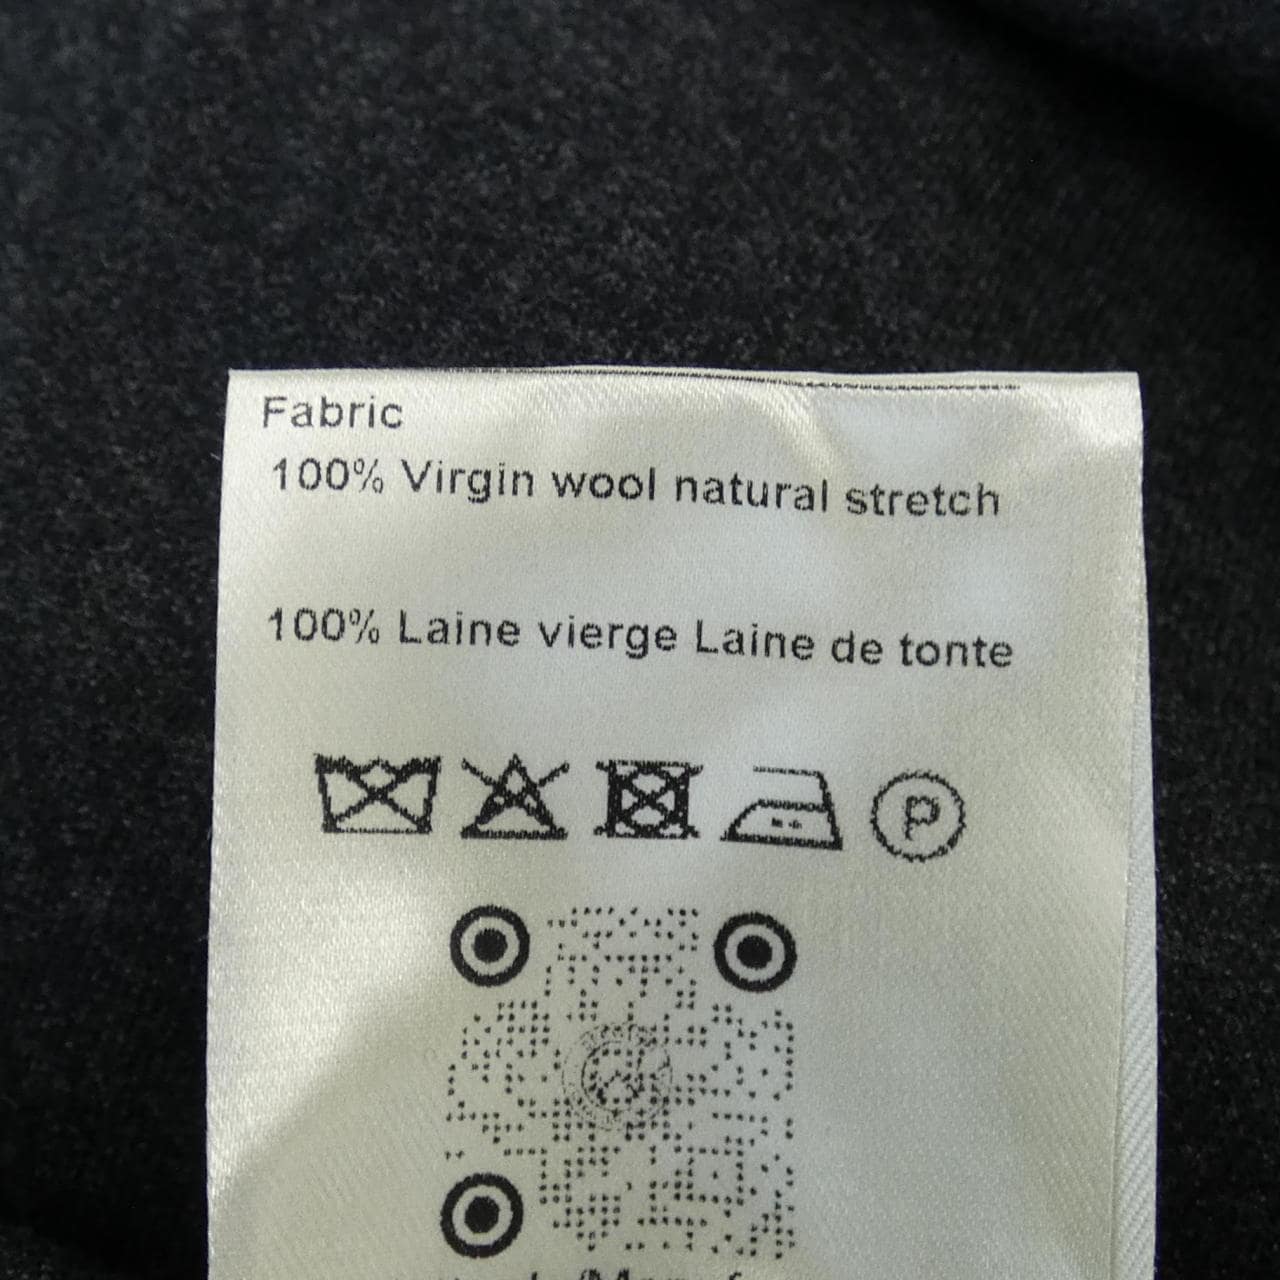 Fabric
100% Virgin wool natural stretch
100% Laine vierge Laine de tonte
P